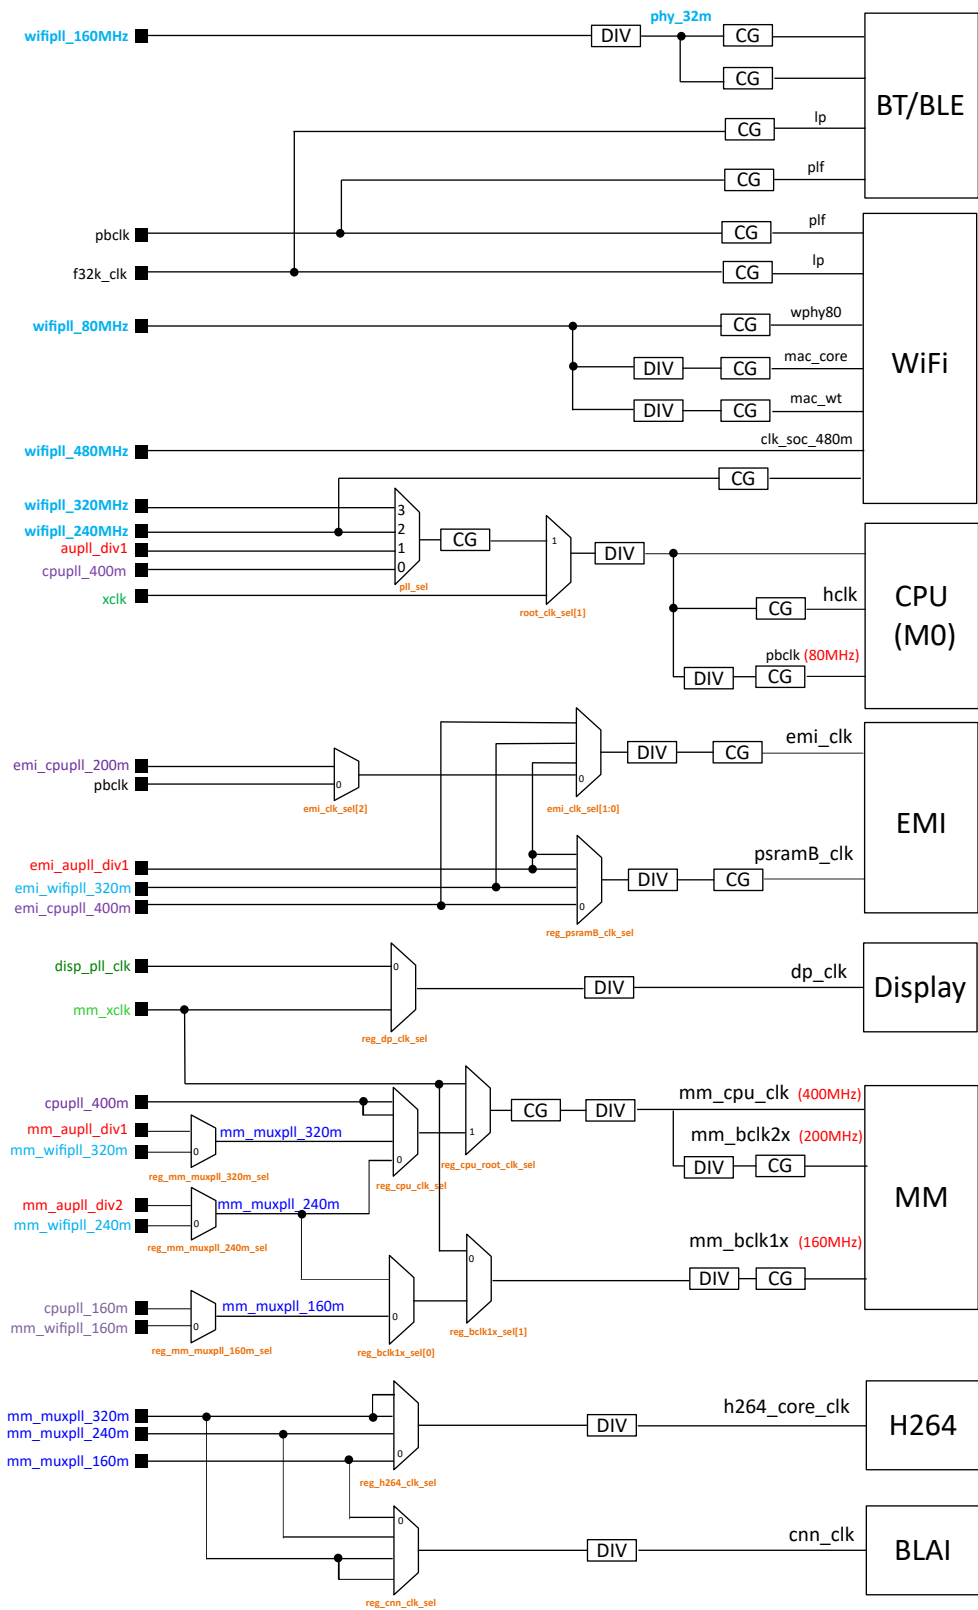 phy_32m
wifipll_160MHz
DIV
CG
CG
BT/BLE
CG
lp
CG
plf
pbclk
CG
plf
f32k_clk
CG
lp
wifipll_80MHz
CG
wphy80
DIV
CG
mac_core
WiFi
DIV
CG
mac_wt
wifipll_480MHz
clk_soc_480m
CG
wifipll_320MHz
3
wifipll_240MHz
2
CG
1
DIV
aupll_div1
1
cpupll_400m
0
pll_sel
xclk
root_clk_sel[1]
CG
hclk
CPU
(M0)
pbclk (80MHz)
DIV
CG
emi_clk
emi_cpupll_200m
DIV
CG
pbclk
0
0
emi_clk_sel[2]
emi_clk_sel[1:0]
EMI
emi_aupll_div1
psramB_clk
emi_wifipll_320m
DIV
CG
emi_cpupll_400m
0
reg_psramB_clk_sel
disp_pll_clk
0
dp_clk
DIV
Display
mm_xclk
reg_dp_clk_sel
cpupll_400m
mm_cpu_clk (400MHz)
CG
DIV
mm_aupll_div1
mm_muxpll_320m
1
mm_bclk2x (200MHz)
mm_wifipll_320m
0
0
reg_cpu_root_clk_sel
DIV
CG
reg_mm_muxpll_320m_sel
reg_cpu_clk_sel
MM
mm_aupll_div2
mm_muxpll_240m
mm_wifipll_240m
0
mm_bclk1x (160MHz)
reg_mm_muxpll_240m_sel
0
DIV
CG
cpupll_160m
mm_muxpll_160m
0
mm_wifipll_160m
0
reg_bclk1x_sel[1]
reg_mm_muxpll_160m_sel
reg_bclk1x_sel[0]
mm_muxpll_320m
h264_core_clk
mm_muxpll_240m
DIV
H264
mm_muxpll_160m
0
reg_h264_clk_sel
0
cnn_clk
DIV
BLAI
reg_cnn_clk_sel